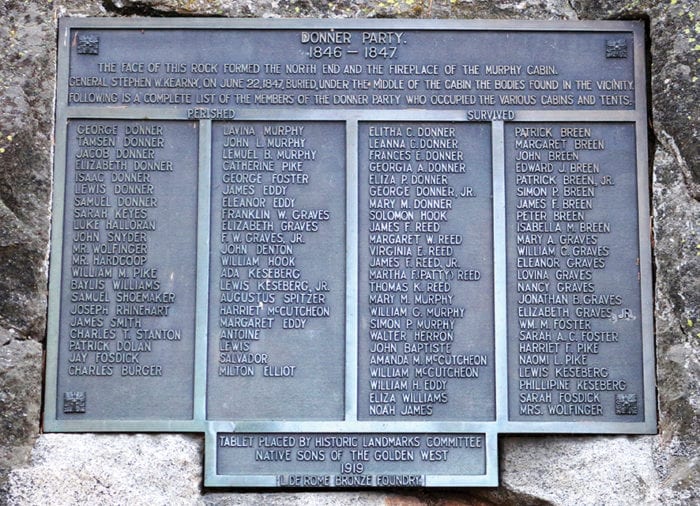 DONNER PARTY.
1846 — 1847
THE FACE OF THIS ROCK FORMED THE NORTH END AND THE FIREPLACE OF THE MURPHY CABIN.
GENERAL STEPHEN W. KEARNY, ON JUNE 22, 1847, BURIED, UNDER THE MIDDLE OF THE CABIN THE BODIES FOUND IN THE VICINITY.
FOLLOWING IS A COMPLETE LIST OF THE MEMBERS OF THE DONNER PARTY WHO OCCUPIED THE VARIOUS CABINS AND TENTS.
PERISHED
GEORGE DONNER
TAMSEN DONNER
JACOB DONNER
ELIZABETH DONNER
ISAAC DONNER
LEWIS DONNER
SAMUEL DONNER
SARAH KEYES
LUKE HALLORAN
JOHN SNYDER
MR. WOLFINGER
MR. HARDCOOP
WILLIAM M. PIKE
BAYLIS WILLIAMS
SAMUEL SHOEMAKER
JOSEPH RHINEHART
JAMES SMITH
CHARLES T. STANTON
PATRICK DOLAN
JAY FOSDICK
CHARLES BURGER
LAVINA MURPHY
JOHN L. MURPHY
LEMUEL B. MURPHY
CATHERINE PIKE
GEORGE FOSTER
JAMES EDDY
ELEANOR EDDY
FRANKLIN W. GRAVES
ELIZABETH GRAVES
F. W. GRAVES, JR.
JOHN DENTON
WILLIAM HOOK
ADA KESEBERG
LEWIS KESEBERG, JR.
AUGUSTUS SPITZER
HARRIET McCUTCHEON
MARGARET EDDY
ANTOINE
LEWIS
SALVADOR
MILTON ELLIOT
SURVIVED
ELITHA C. DONNER
LEANNA C. DONNER
FRANCES E. DONNER
GEORGIA A. DONNER
ELIZA P. DONNER
GEORGE DONNER, JR.
MARY M. DONNER
SOLOMON HOOK
JAMES F. REED
MARGARET W. REED
VIRGINIA E. REED
JAMES F. REED, JR.
MARTHA F. (PATTY) REED
THOMAS K. REED
MARY M. MURPHY
WILLIAM G. MURPHY
SIMON P. MURPHY
WALTER HERRON
JOHN BAPTISTE
AMANDA M. McCUTCHEON
WILLIAM McCUTCHEON
WILLIAM H. EDDY
ELIZA WILLIAMS
NOAH JAMES
PATRICK BREEN
MARGARET BREEN
JOHN BREEN
EDWARD J. BREEN
PATRICK BREEN, JR.
SIMON P. BREEN
JAMES F. BREEN
PETER BREEN
ISABELLA M. BREEN
MARY A. GRAVES
WILLIAM C. GRAVES
ELEANOR GRAVES
LOVINA GRAVES
NANCY GRAVES
JONATHAN B. GRAVES
ELIZABETH GRAVES, JR.
WM. M. FOSTER
SARAH A. C. FOSTER
HARRIET F. PIKE
NAOMI L. PIKE
LEWIS KESEBERG
PHILLIPINE KESEBERG
SARAH FOSDICK
MRS. WOLFINGER
TABLET PLACED BY HISTORIC LANDMARKS COMMITTEE
NATIVE SONS OF THE GOLDEN WEST
1919
L. DE ROME BRONZE FOUNDRY